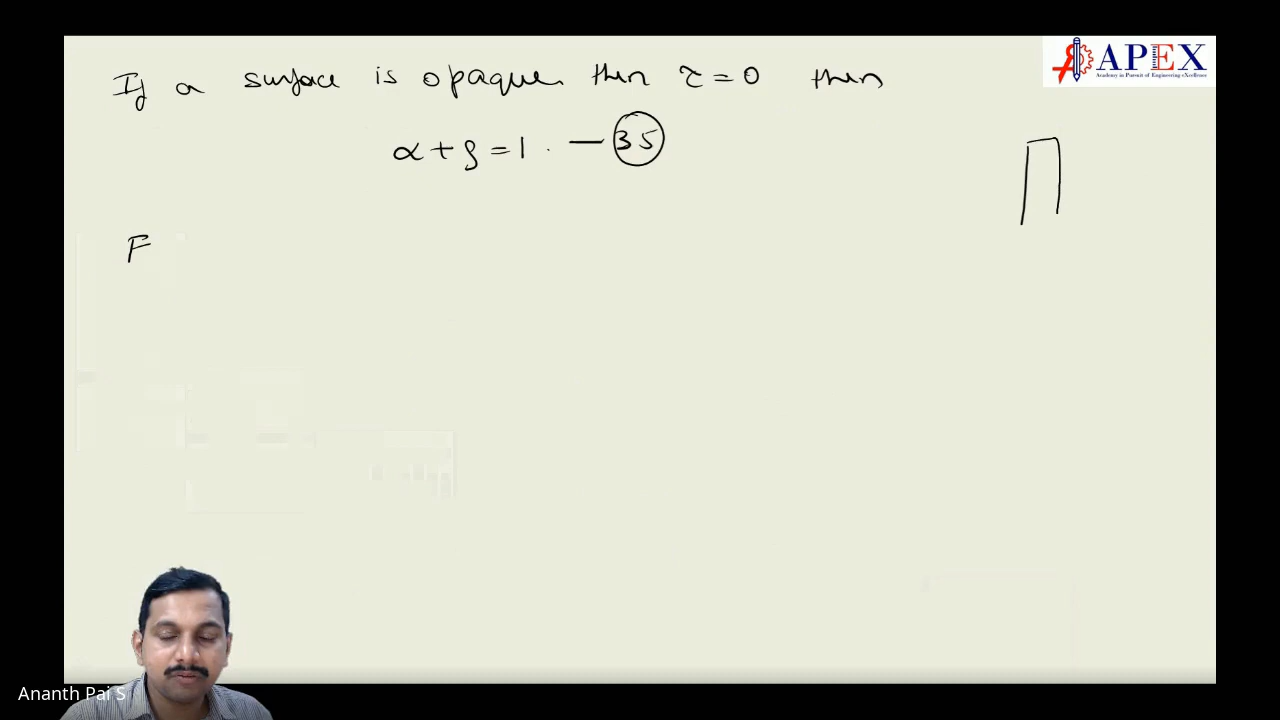 If a surface is opaque then τ = 0 then
α + ρ = 1 . — 35
F
APEX
Academy in Pursuit of Engineering eXcellence
Ananth Pai S